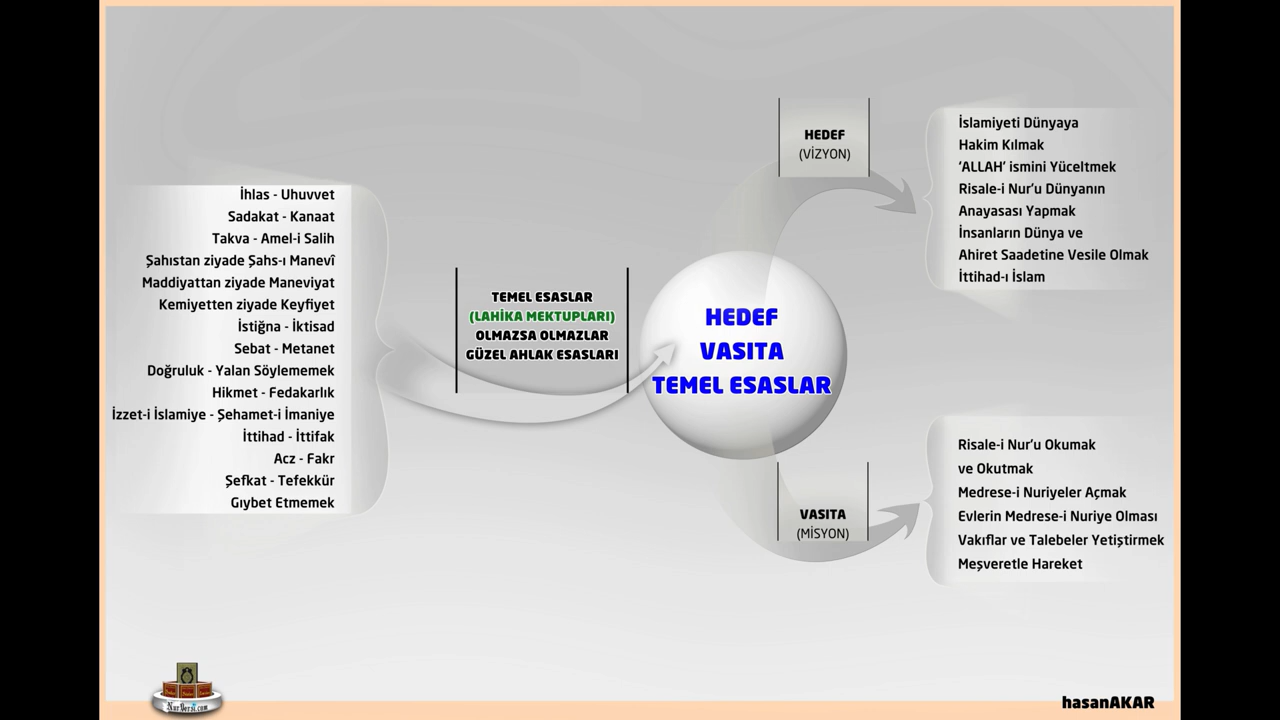 İhlas - Uhuvvet
Sadakat - Kanaat
Takva - Amel-i Salih
Şahıstan ziyade Şahs-ı Manevî
Maddiyattan ziyade Maneviyat
Kemiyetten ziyade Keyfiyet
İstiğna - İktisad
Sebat - Metanet
Doğruluk - Yalan Söylememek
Hikmet - Fedakarlık
İzzet-i İslamiye - Şehamet-i İmaniye
İttihad - İttifak
Acz - Fakr
Şefkat - Tefekkür
Gıybet Etmemek
TEMEL ESASLAR
(LAHİKA MEKTUPLARI)
OLMAZSA OLMAZLAR
GÜZEL AHLAK ESASLARI
HEDEF
VASITA
TEMEL ESASLAR
HEDEF
(VİZYON)
İslamiyeti Dünyaya
Hakim Kılmak
‘ALLAH’ ismini Yüceltmek
Risale-i Nur’u Dünyanın
Anayasası Yapmak
İnsanların Dünya ve
Ahiret Saadetine Vesile Olmak
İttihad-ı İslam
VASITA
(MİSYON)
Risale-i Nur’u Okumak
ve Okutmak
Medrese-i Nuriyeler Açmak
Evlerin Medrese-i Nuriye Olması
Vakıflar ve Talebeler Yetiştirmek
Meşveretle Hareket
NurDersi.com
hasanAKAR